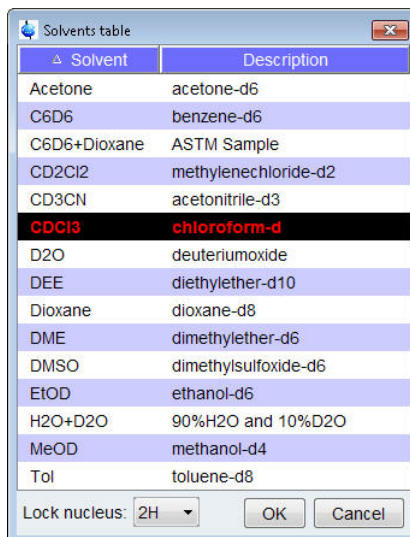 Solvents table
Solvent Description
Acetone acetone-d6
C6D6 benzene-d6
C6D6+Dioxane ASTM Sample
CD2Cl2 methylenechloride-d2
CD3CN acetonitrile-d3
CDCl3 chloroform-d
D2O deuteriumoxide
DEE diethylether-d10
Dioxane dioxane-d8
DME dimethylether-d6
DMSO dimethylsulfoxide-d6
EtOD ethanol-d6
H2O+D2O 90%H2O and 10%D2O
MeOD methanol-d4
Tol toluene-d8
Lock nucleus: 2H OK Cancel